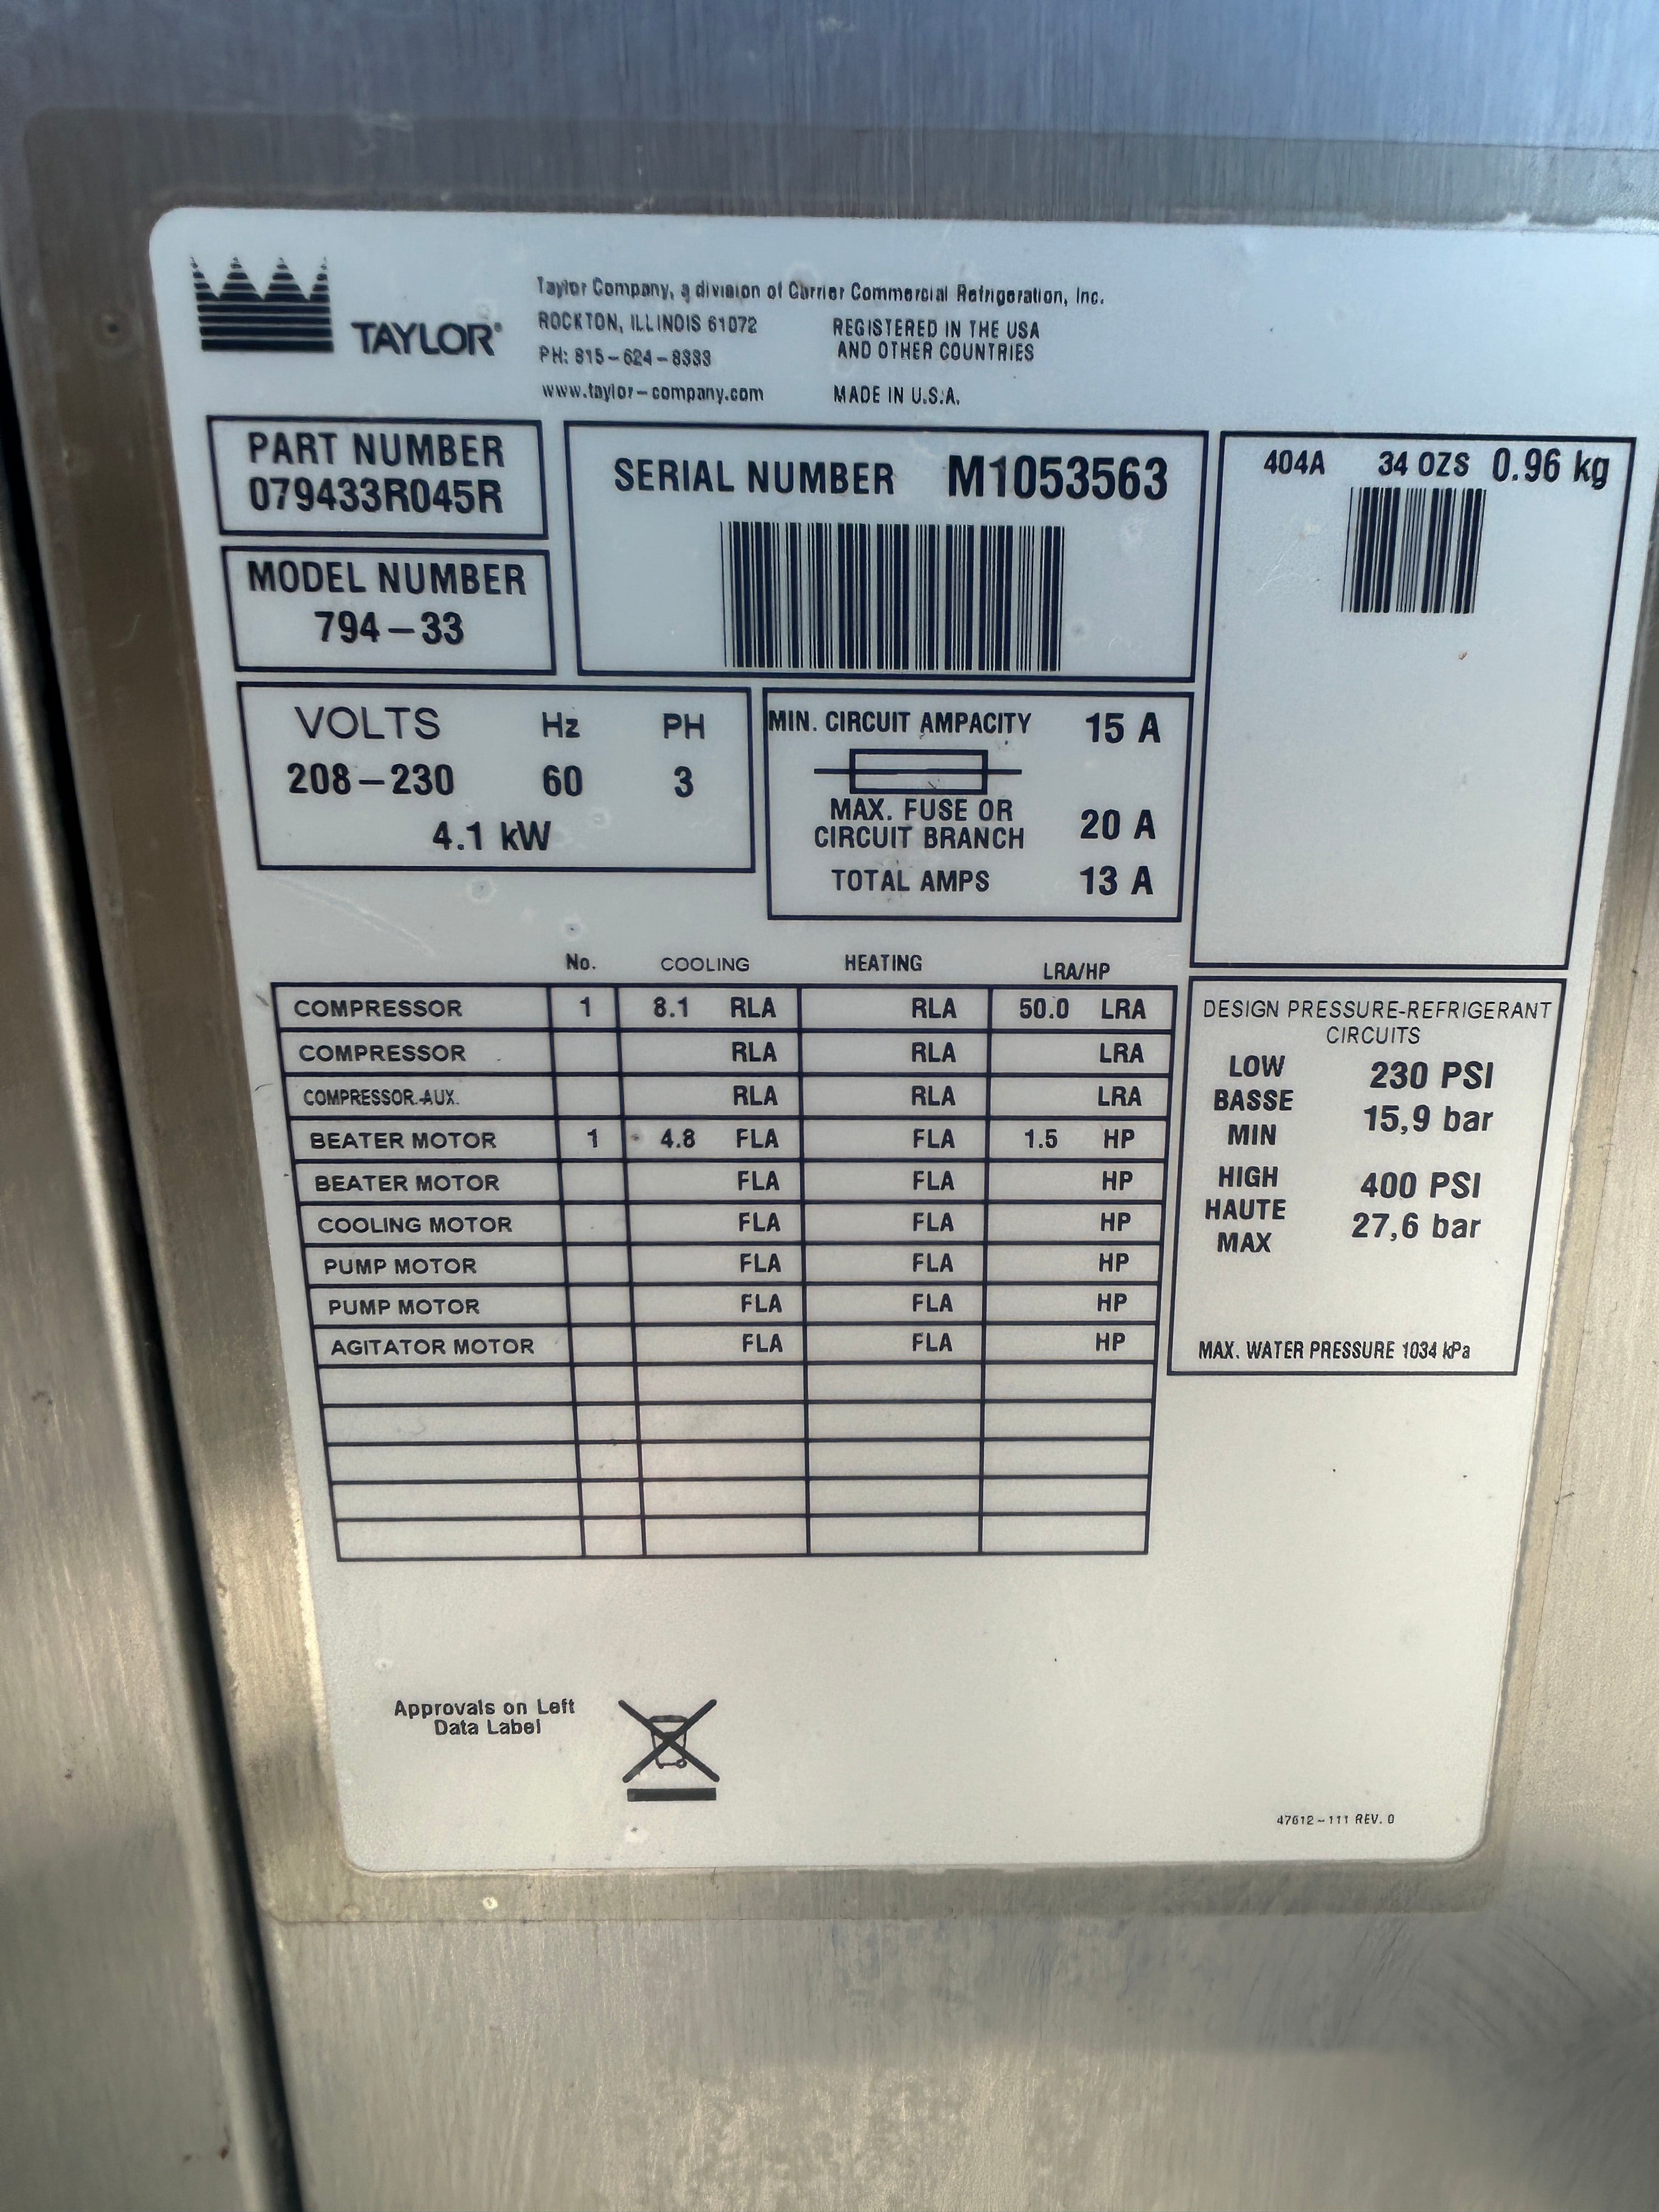 TAYLOR®
Taylor Company, a division of Carrier Commercial Refrigeration, Inc.
ROCKTON, ILLINOIS 61072
PH: 815-624-8333
www.taylor-company.com
REGISTERED IN THE USA
AND OTHER COUNTRIES
MADE IN U.S.A.
PART NUMBER
079433R045R
MODEL NUMBER
794-33
SERIAL NUMBER M1053563
404A 34 OZS 0.96 kg
VOLTS Hz PH
208-230 60 3
4.1 kW
MIN. CIRCUIT AMPACITY 15 A
MAX. FUSE OR
CIRCUIT BRANCH 20 A
TOTAL AMPS 13 A
No. COOLING HEATING LRA/HP
COMPRESSOR 1 8.1 RLA RLA 50.0 LRA
COMPRESSOR RLA RLA LRA
COMPRESSOR-AUX. RLA RLA LRA
BEATER MOTOR 1 4.8 FLA FLA 1.5 HP
BEATER MOTOR FLA FLA HP
COOLING MOTOR FLA FLA HP
PUMP MOTOR FLA FLA HP
PUMP MOTOR FLA FLA HP
AGITATOR MOTOR FLA FLA HP
DESIGN PRESSURE-REFRIGERANT
CIRCUITS
LOW
BASSE
MIN
230 PSI
15,9 bar
HIGH
HAUTE
MAX
400 PSI
27,6 bar
MAX. WATER PRESSURE 1034 kPa
Approvals on Left
Data Label
47612-111 REV. 0